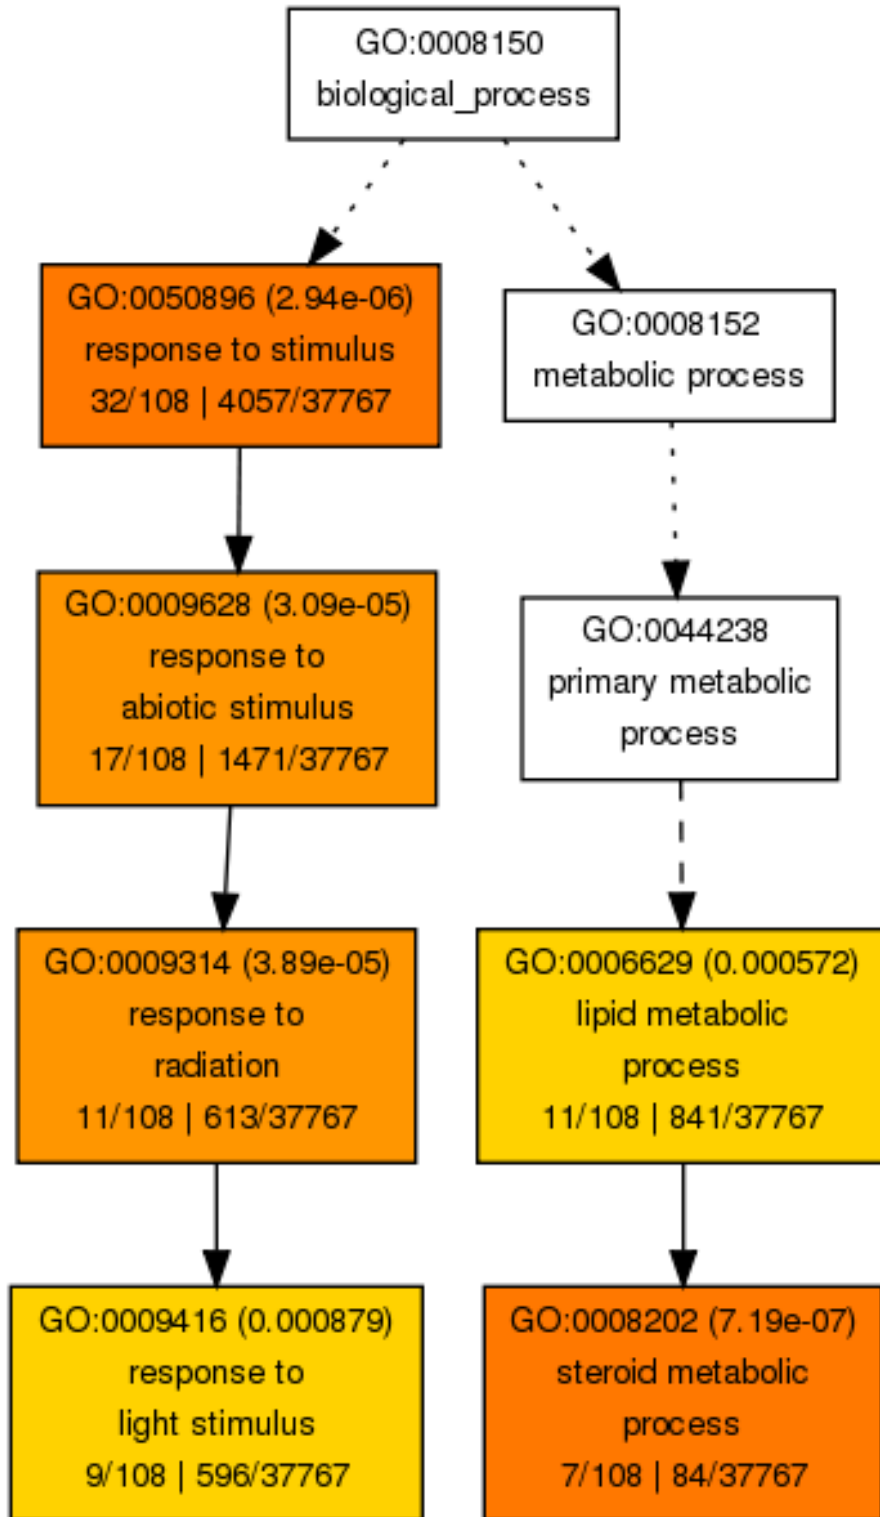 GO:0008150
biological_process
GO:0050896 (2.94e-06)
response to stimulus
32/108 | 4057/37767
GO:0008152
metabolic process
GO:0009628 (3.09e-05)
response to
abiotic stimulus
17/108 | 1471/37767
GO:0044238
primary metabolic
process
GO:0009314 (3.89e-05)
response to
radiation
11/108 | 613/37767
GO:0006629 (0.000572)
lipid metabolic
process
11/108 | 841/37767
GO:0009416 (0.000879)
response to
light stimulus
9/108 | 596/37767
GO:0008202 (7.19e-07)
steroid metabolic
process
7/108 | 84/37767